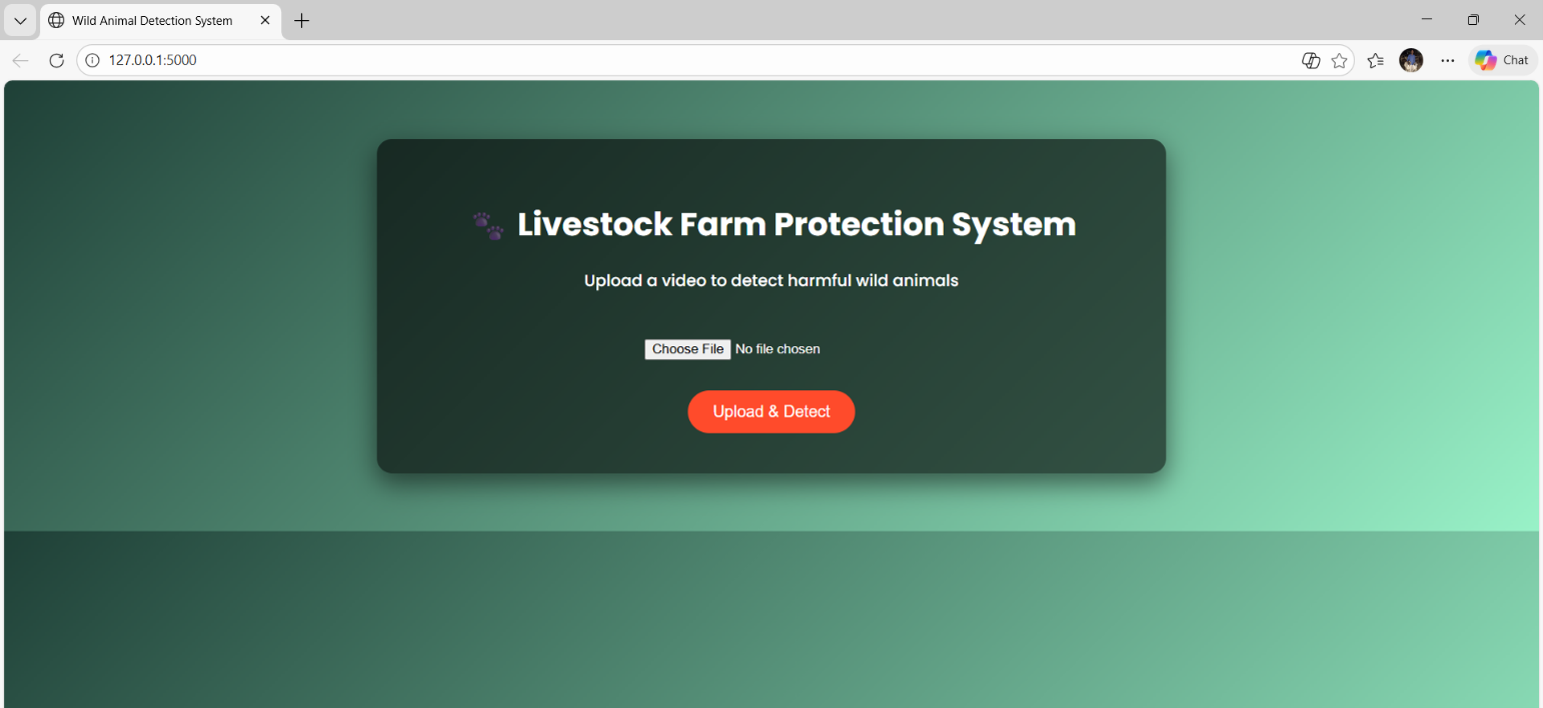 Wild Animal Detection System
127.0.0.1:5000
Chat
🐾 Livestock Farm Protection System
Upload a video to detect harmful wild animals
Choose File No file chosen
Upload & Detect